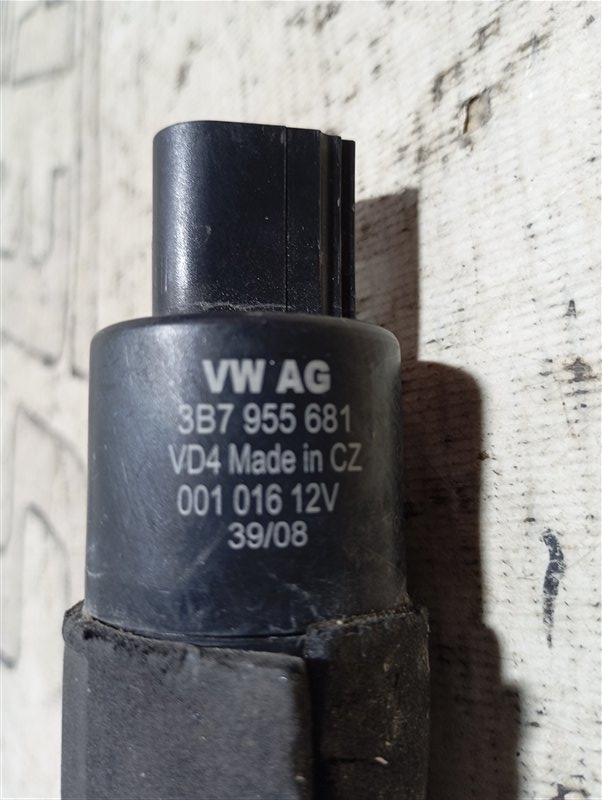 VW AG
3B7 955 681
VD4 Made in CZ
001 016 12V
39/08